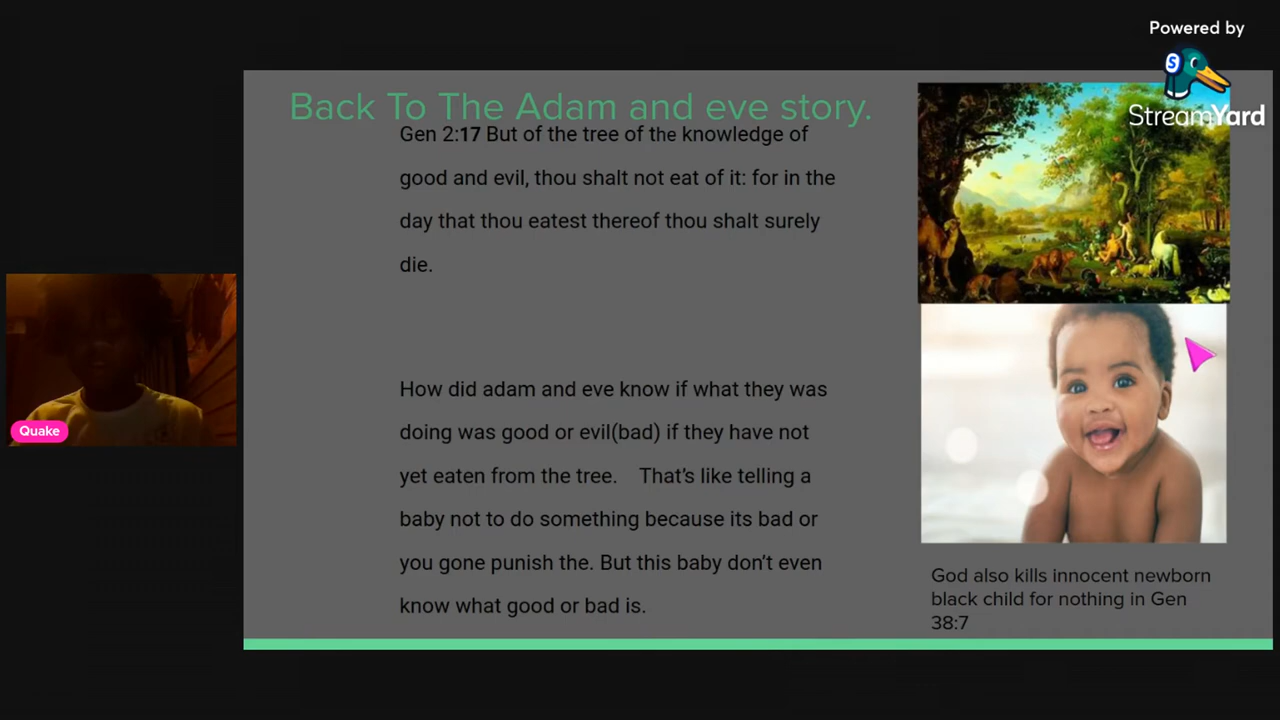 Powered by
S
StreamYard
Back To The Adam and eve story.
Gen 2:17 But of the tree of the knowledge of
good and evil, thou shalt not eat of it: for in the
day that thou eatest thereof thou shalt surely
die.
How did adam and eve know if what they was
doing was good or evil(bad) if they have not
yet eaten from the tree. That's like telling a
baby not to do something because its bad or
you gone punish the. But this baby don't even
know what good or bad is.
God also kills innocent newborn
black child for nothing in Gen
38:7
Quake